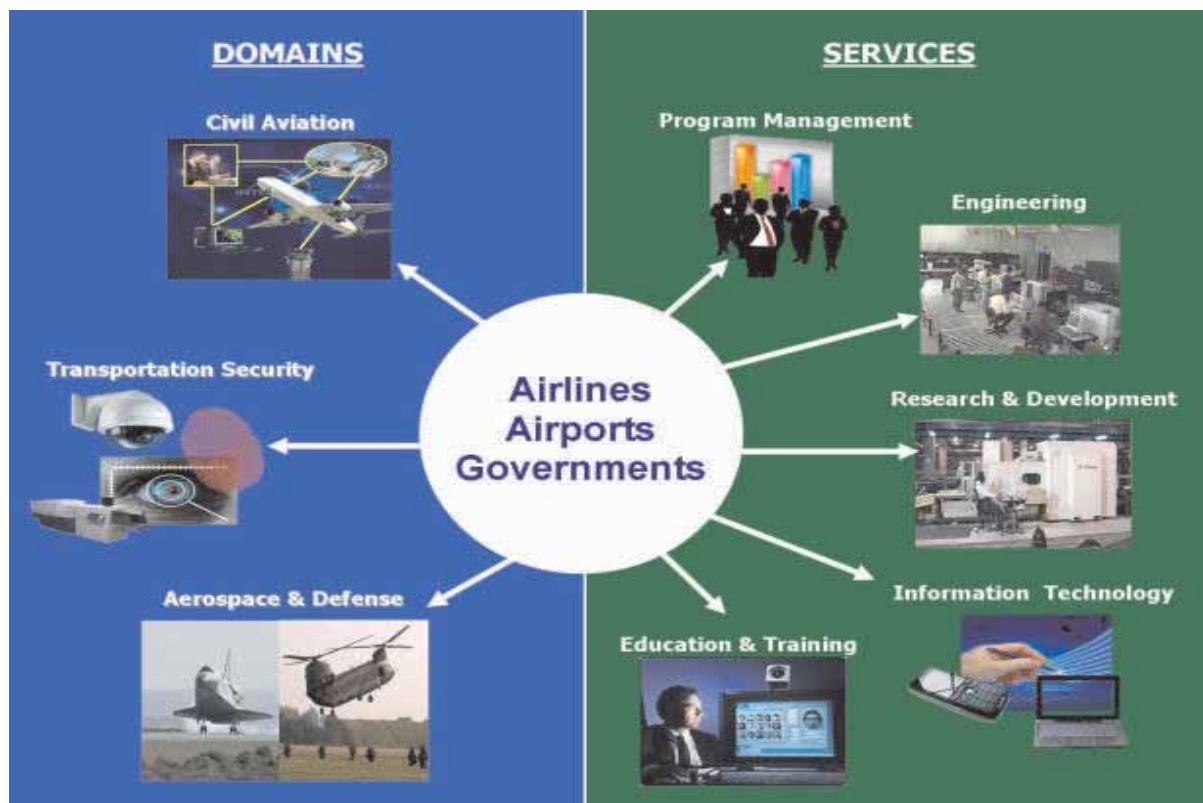 DOMAINS
Civil Aviation
Transportation Security
Aerospace & Defense
Airlines
Airports
Governments
SERVICES
Program Management
Engineering
Research & Development
Information Technology
Education & Training